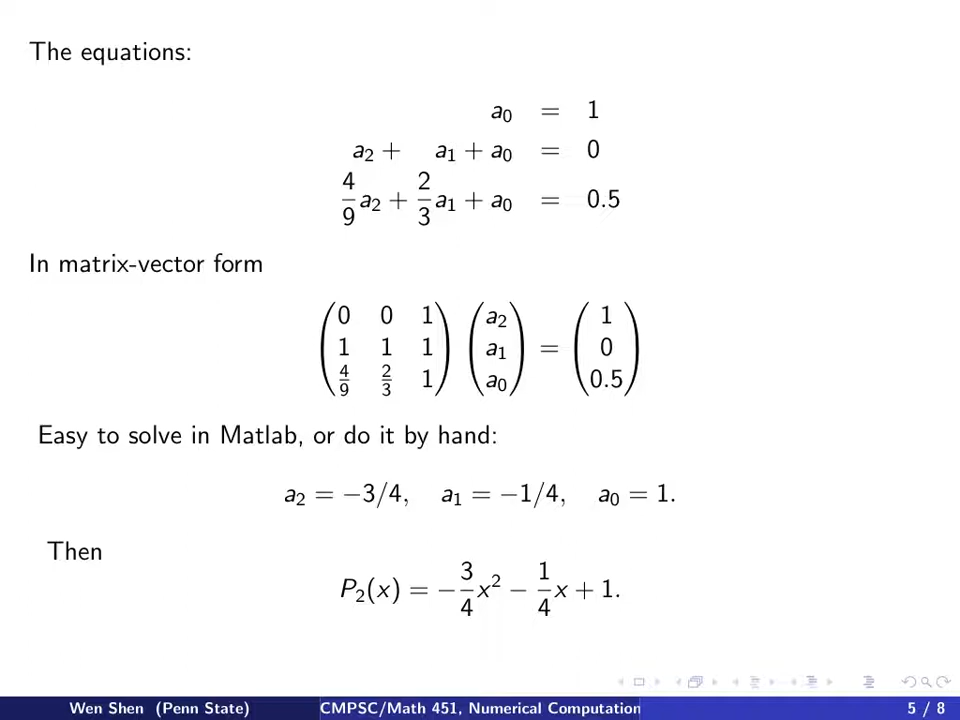 The equations:
a₀ = 1
a₂ + a₁ + a₀ = 0
4/9 a₂ + 2/3 a₁ + a₀ = 0.5
In matrix-vector form
( 0 0 1 ) ( a₂ ) ( 1 )
( 1 1 1 ) ( a₁ ) = ( 0 )
( 4/9 2/3 1 ) ( a₀ ) ( 0.5 )
Easy to solve in Matlab, or do it by hand:
a₂ = −3/4, a₁ = −1/4, a₀ = 1.
Then
P₂(x) = −3/4 x² − 1/4 x + 1.
Wen Shen (Penn State) CMPSC/Math 451, Numerical Computation 5 / 8